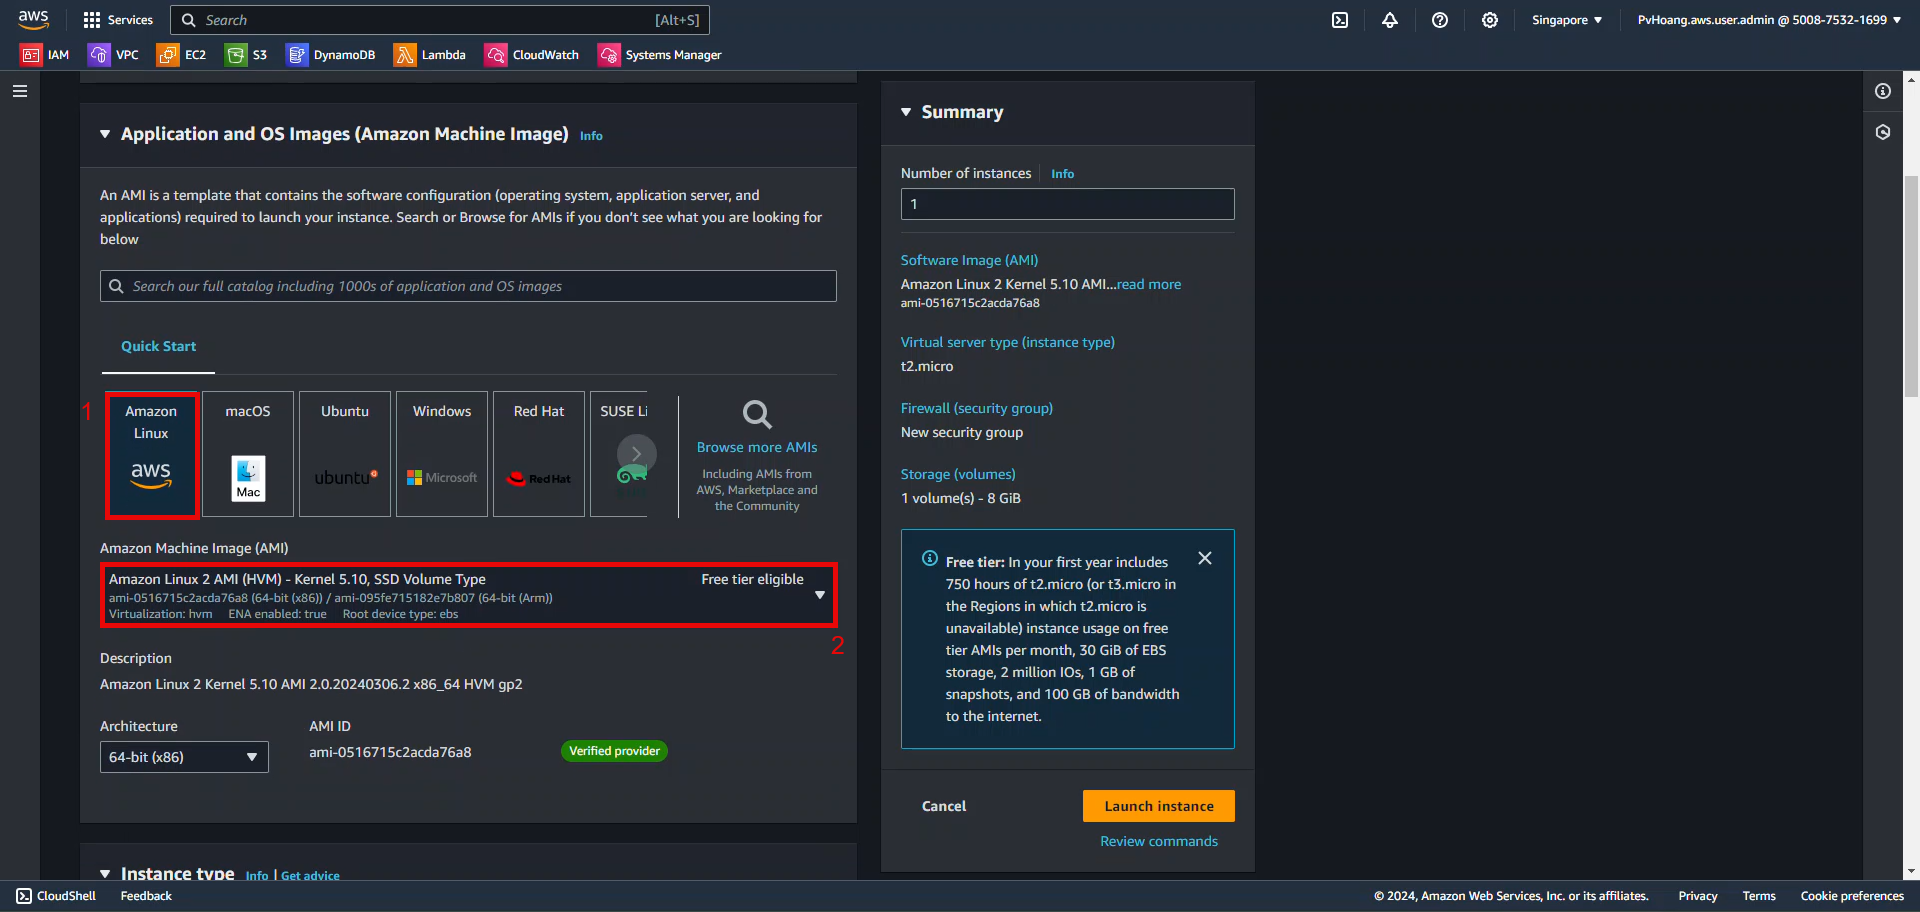 aws
Services
Search
[Alt+S]
Singapore
PvHoang.aws.user.admin @ 5008-7532-1699
IAM
VPC
EC2
S3
DynamoDB
Lambda
CloudWatch
Systems Manager
Application and OS Images (Amazon Machine Image)
Info
An AMI is a template that contains the software configuration (operating system, application server, and
applications) required to launch your instance. Search or Browse for AMIs if you don’t see what you are looking for
below
Search our full catalog including 1000s of application and OS images
Quick Start
1
Amazon
Linux
aws
macOS
Mac
Ubuntu
ubuntu
Windows
Microsoft
Red Hat
Red Hat
SUSE Li
Browse more AMIs
Including AMIs from
AWS, Marketplace and
the Community
Amazon Machine Image (AMI)
Amazon Linux 2 AMI (HVM) - Kernel 5.10, SSD Volume Type
Free tier eligible
ami-0516715c2acda76a8 (64-bit (x86)) / ami-095fe715182e7b807 (64-bit (Arm))
Virtualization: hvm ENA enabled: true Root device type: ebs
2
Description
Amazon Linux 2 Kernel 5.10 AMI 2.0.20240306.2 x86_64 HVM gp2
Architecture
64-bit (x86)
AMI ID
ami-0516715c2acda76a8
Verified provider
Instance type
Info | Get advice
Summary
Number of instances
Info
1
Software Image (AMI)
Amazon Linux 2 Kernel 5.10 AMI...read more
ami-0516715c2acda76a8
Virtual server type (instance type)
t2.micro
Firewall (security group)
New security group
Storage (volumes)
1 volume(s) - 8 GiB
Free tier: In your first year includes
750 hours of t2.micro (or t3.micro in
the Regions in which t2.micro is
unavailable) instance usage on free
tier AMIs per month, 30 GiB of EBS
storage, 2 million IOs, 1 GB of
snapshots, and 100 GB of bandwidth
to the internet.
Cancel
Launch instance
Review commands
CloudShell
Feedback
© 2024, Amazon Web Services, Inc. or its affiliates.
Privacy
Terms
Cookie preferences